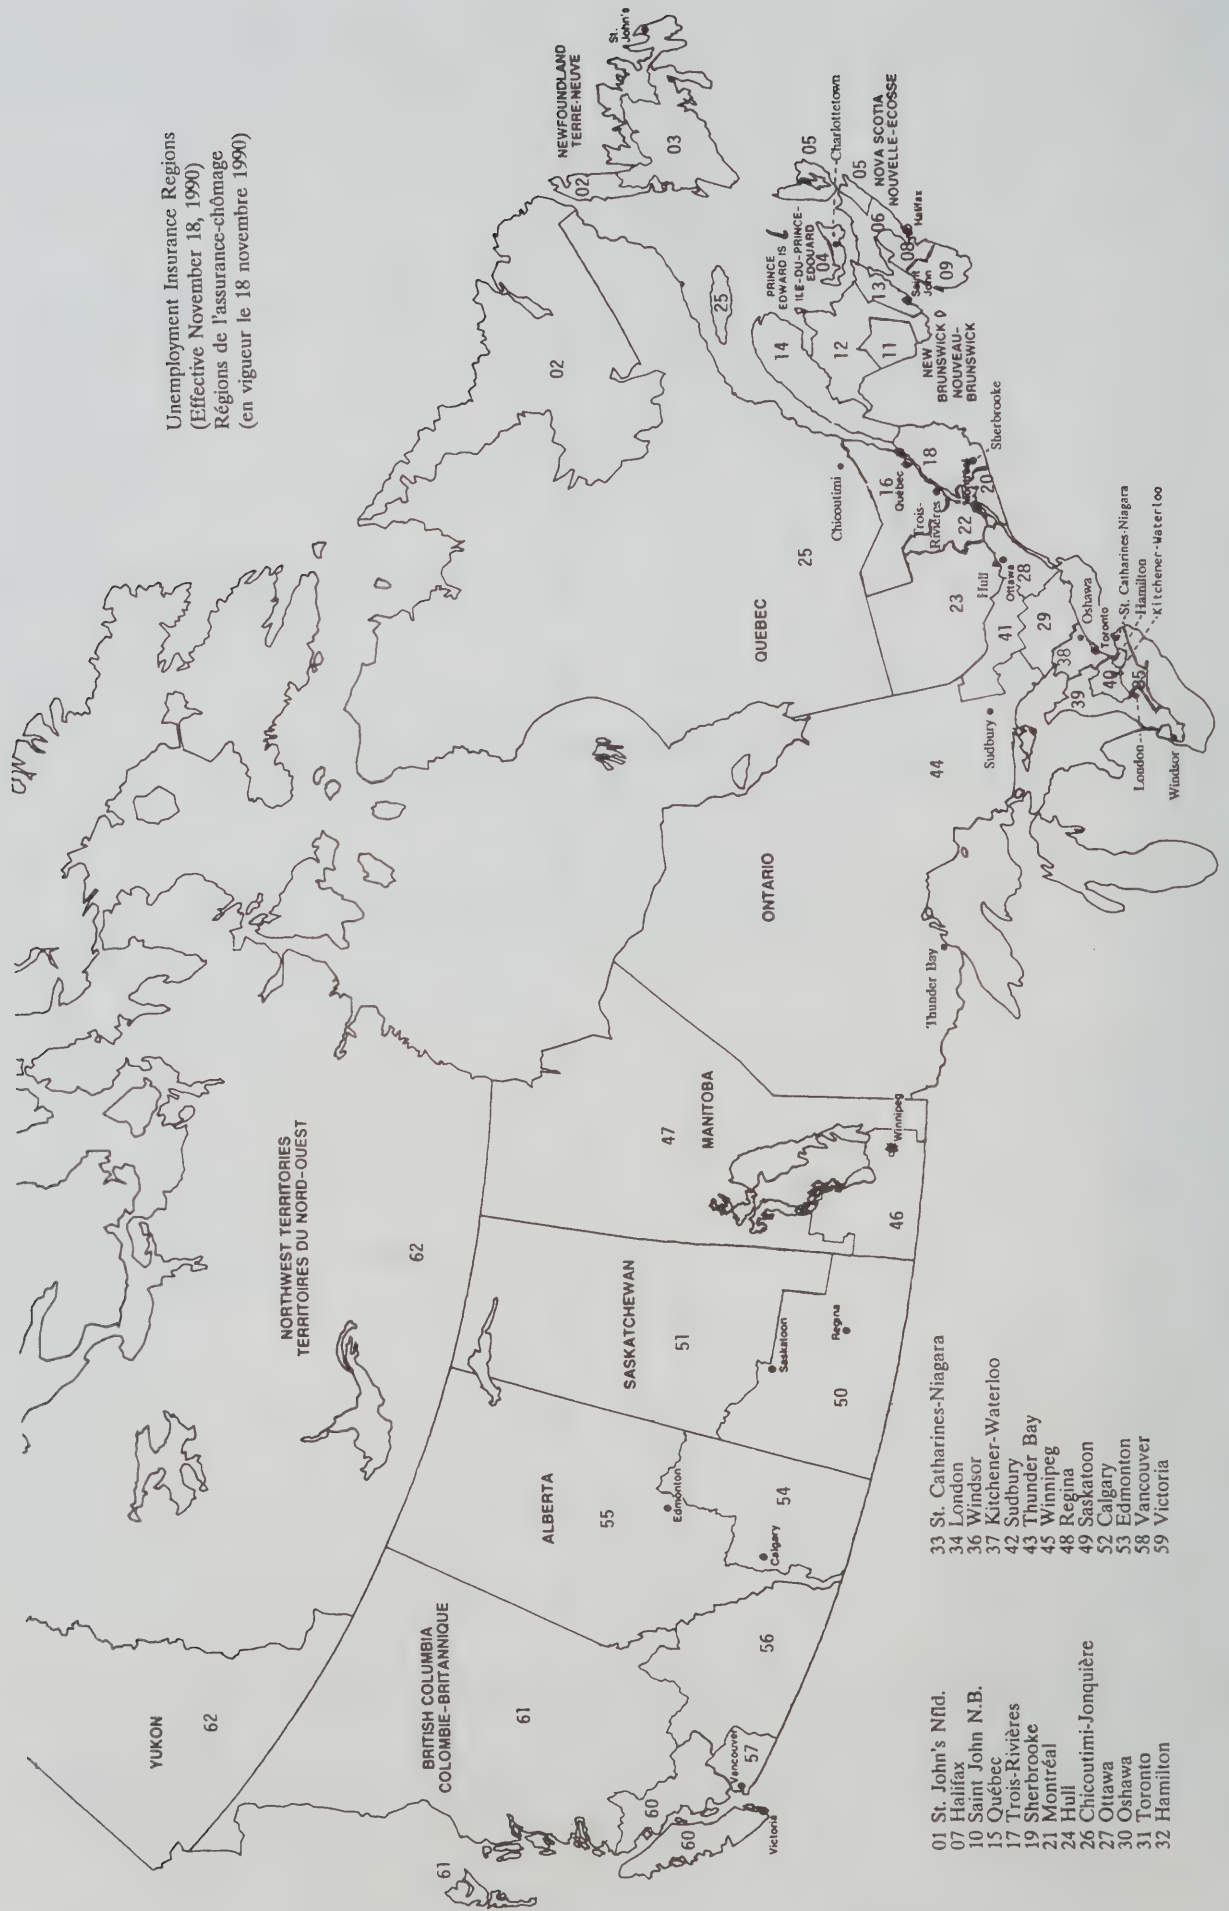 Unemployment Insurance Regions
(Effective November 18, 1990)
Régions de l'assurance-chômage
(en vigueur le 18 novembre 1990)
YUKON
62
NORTHWEST TERRITORIES
TERRITOIRES DU NORD-OUEST
62
BRITISH COLUMBIA
COLOMBIE-BRITANNIQUE
61
61
60
60
Vancouver
57
56
Victoria
ALBERTA
55
Edmonton
54
Calgary
SASKATCHEWAN
51
Saskatoon
Regina
50
MANITOBA
47
Winnipeg
46
ONTARIO
44
Thunder Bay
Sudbury
41
28
29
38
39
40
35
Oshawa
Toronto
St. Catharines-Niagara
Hamilton
Kitchener-Waterloo
London
Windsor
QUEBEC
25
25
Chicoutimi
16
Québec
18
Trois-
Rivières
22
20
Sherbrooke
23
Hull
Ottawa
02
NEWFOUNDLAND
TERRE-NEUVE
02
03
St.
John's
PRINCE
EDWARD IS
ILE-DU-PRINCE-
EDOUARD
04
05
Charlottetown
05
NOVA SCOTIA
NOUVELLE-ECOSSE
06
Halifax
08
09
Saint
John
13
14
12
11
NEW
BRUNSWICK
NOUVEAU-
BRUNSWICK
01 St. John's Nfld.
07 Halifax
10 Saint John N.B.
15 Québec
17 Trois-Rivières
19 Sherbrooke
21 Montréal
24 Hull
26 Chicoutimi-Jonquière
27 Ottawa
30 Oshawa
31 Toronto
32 Hamilton
33 St. Catharines-Niagara
34 London
36 Windsor
37 Kitchener-Waterloo
42 Sudbury
43 Thunder Bay
45 Winnipeg
48 Regina
49 Saskatoon
52 Calgary
53 Edmonton
58 Vancouver
59 Victoria